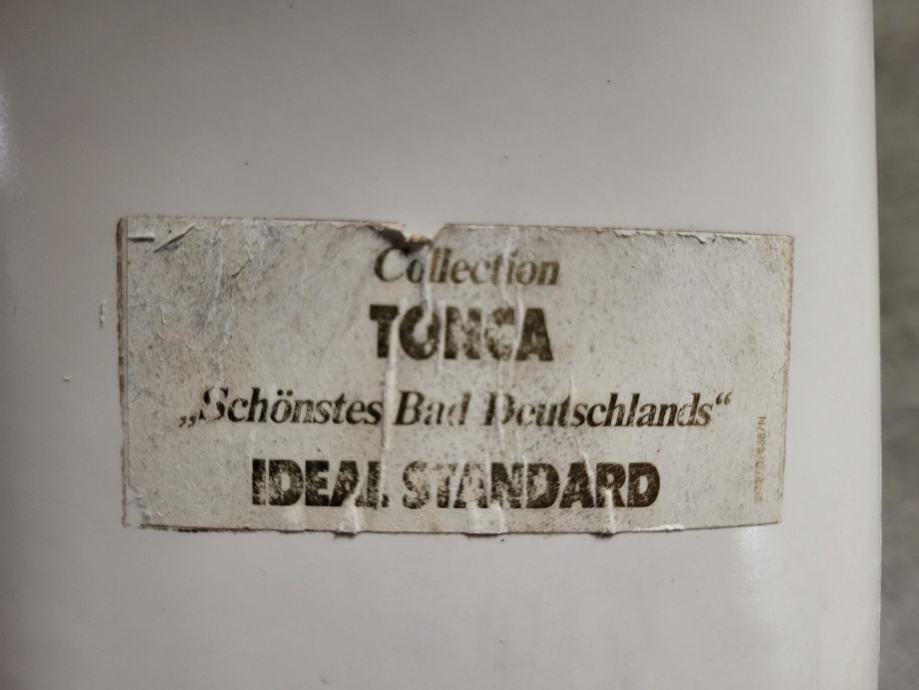 Collection
TONCA
„Schönstes Bad Deutschlands“
IDEAL STANDARD